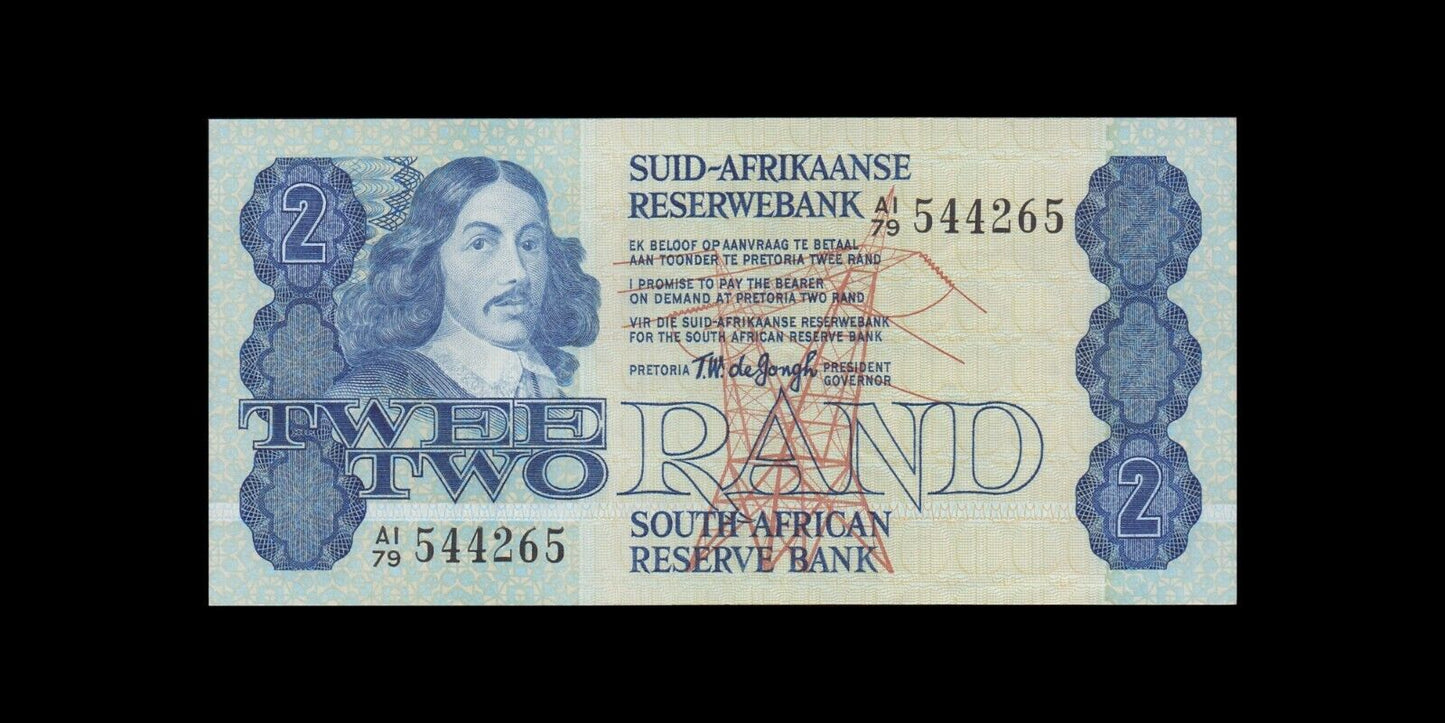 2
SUID-AFRIKAANSE
RESERWEBANK
AI
79 544265
EK BELOOF OP AANVRAAG TE BETAAL
AAN TOONDER TE PRETORIA TWEE RAND
I PROMISE TO PAY THE BEARER
ON DEMAND AT PRETORIA TWO RAND
VIR DIE SUID-AFRIKAANSE RESERWEBANK
FOR THE SOUTH AFRICAN RESERVE BANK
PRETORIA T.W. de Jongh PRESIDENT
GOVERNOR
TWEE
TWO
RAND
SOUTH-AFRICAN
RESERVE BANK
AI
79 544265
2